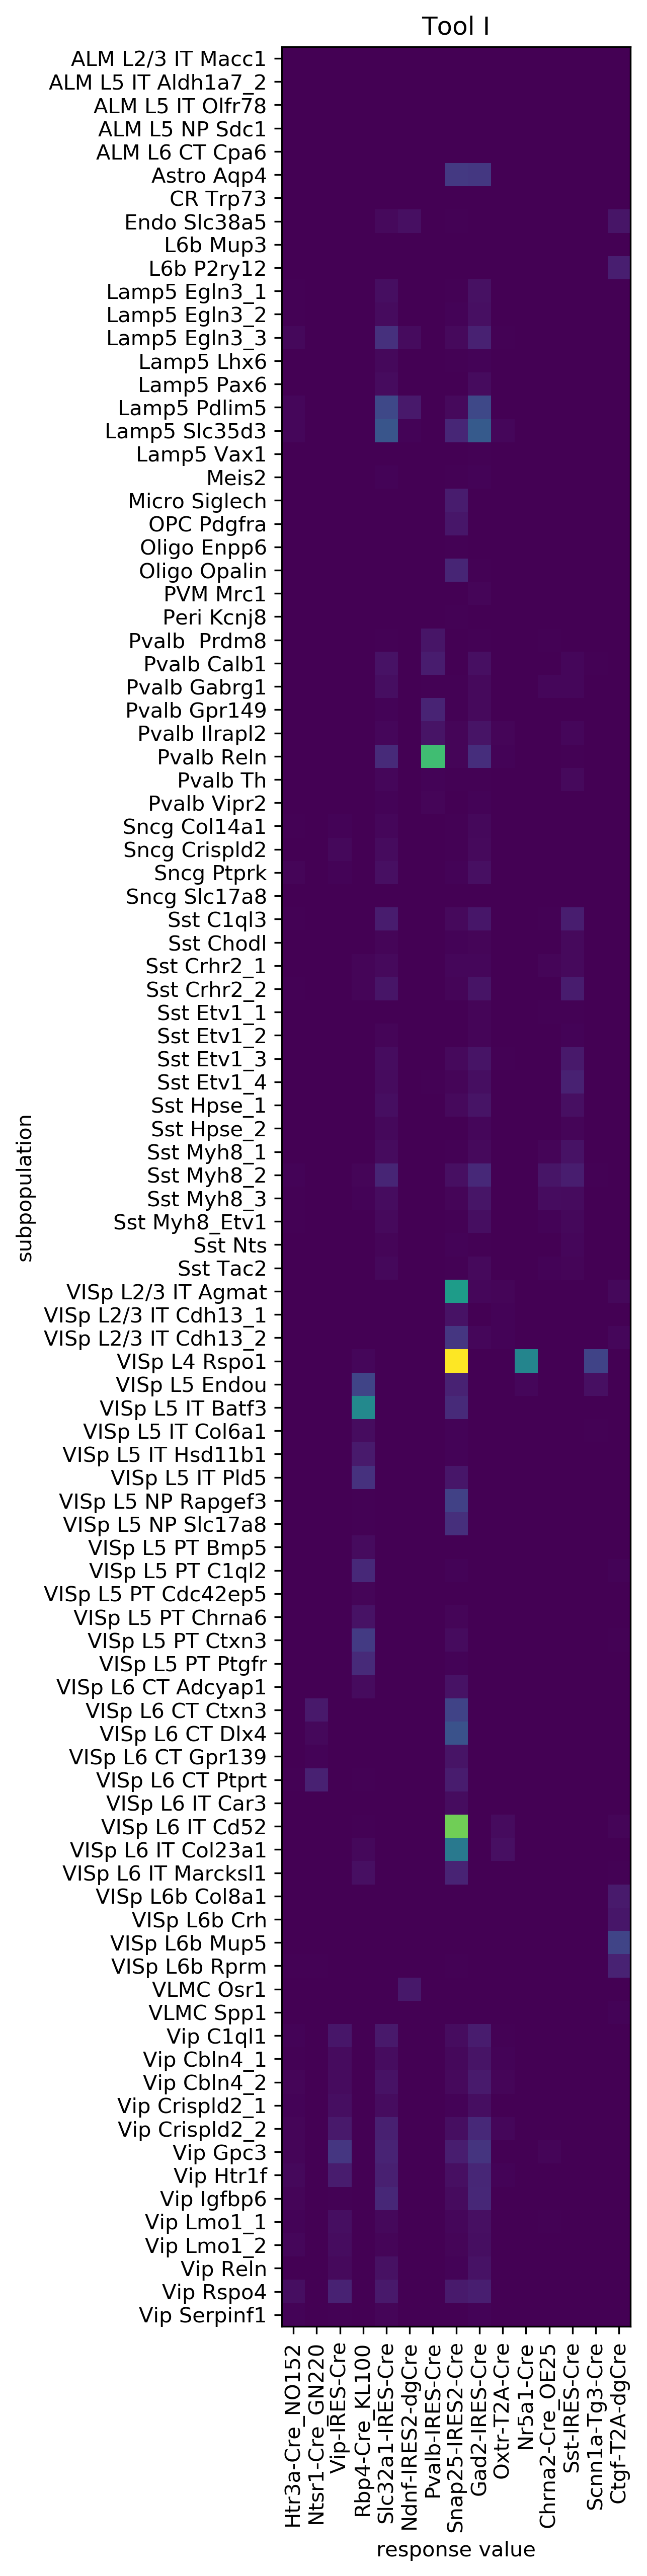 Tool I
ALM L2/3 IT Macc1
ALM L5 IT Aldh1a7_2
ALM L5 IT Olfr78
ALM L5 NP Sdc1
ALM L6 CT Cpa6
Astro Aqp4
CR Trp73
Endo Slc38a5
L6b Mup3
L6b P2ry12
Lamp5 Egln3_1
Lamp5 Egln3_2
Lamp5 Egln3_3
Lamp5 Lhx6
Lamp5 Pax6
Lamp5 Pdlim5
Lamp5 Slc35d3
Lamp5 Vax1
Meis2
Micro Siglech
OPC Pdgfra
Oligo Enpp6
Oligo Opalin
PVM Mrc1
Peri Kcnj8
Pvalb  Prdm8
Pvalb Calb1
Pvalb Gabrg1
Pvalb Gpr149
Pvalb Ilrapl2
Pvalb Reln
Pvalb Th
Pvalb Vipr2
Sncg Col14a1
Sncg Crispld2
Sncg Ptprk
Sncg Slc17a8
Sst C1ql3
Sst Chodl
Sst Crhr2_1
Sst Crhr2_2
Sst Etv1_1
Sst Etv1_2
Sst Etv1_3
Sst Etv1_4
Sst Hpse_1
Sst Hpse_2
Sst Myh8_1
Sst Myh8_2
Sst Myh8_3
Sst Myh8_Etv1
Sst Nts
Sst Tac2
VISp L2/3 IT Agmat
VISp L2/3 IT Cdh13_1
VISp L2/3 IT Cdh13_2
VISp L4 Rspo1
VISp L5 Endou
VISp L5 IT Batf3
VISp L5 IT Col6a1
VISp L5 IT Hsd11b1
VISp L5 IT Pld5
VISp L5 NP Rapgef3
VISp L5 NP Slc17a8
VISp L5 PT Bmp5
VISp L5 PT C1ql2
VISp L5 PT Cdc42ep5
VISp L5 PT Chrna6
VISp L5 PT Ctxn3
VISp L5 PT Ptgfr
VISp L6 CT Adcyap1
VISp L6 CT Ctxn3
VISp L6 CT Dlx4
VISp L6 CT Gpr139
VISp L6 CT Ptprt
VISp L6 IT Car3
VISp L6 IT Cd52
VISp L6 IT Col23a1
VISp L6 IT Marcksl1
VISp L6b Col8a1
VISp L6b Crh
VISp L6b Mup5
VISp L6b Rprm
VLMC Osr1
VLMC Spp1
Vip C1ql1
Vip Cbln4_1
Vip Cbln4_2
Vip Crispld2_1
Vip Crispld2_2
Vip Gpc3
Vip Htr1f
Vip Igfbp6
Vip Lmo1_1
Vip Lmo1_2
Vip Reln
Vip Rspo4
Vip Serpinf1
subpopulation
Htr3a-Cre_NO152
Ntsr1-Cre_GN220
Vip-IRES-Cre
Rbp4-Cre_KL100
Slc32a1-IRES-Cre
Ndnf-IRES2-dgCre
Pvalb-IRES-Cre
Snap25-IRES2-Cre
Gad2-IRES-Cre
Oxtr-T2A-Cre
Nr5a1-Cre
Chrna2-Cre_OE25
Sst-IRES-Cre
Scnn1a-Tg3-Cre
Ctgf-T2A-dgCre
response value